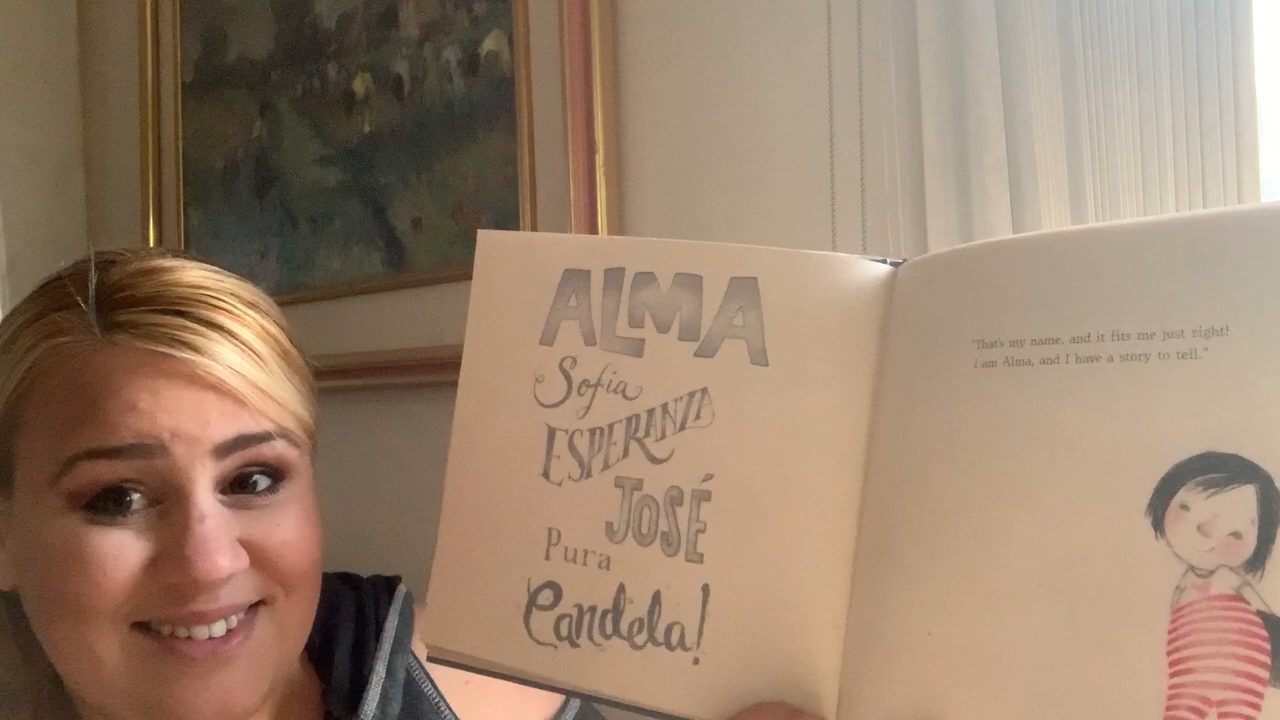 ALMA
Sofia
ESPERANZA
JOSÉ
Pura
Candela!
"That's my name, and it fits me just right!
I am Alma, and I have a story to tell."